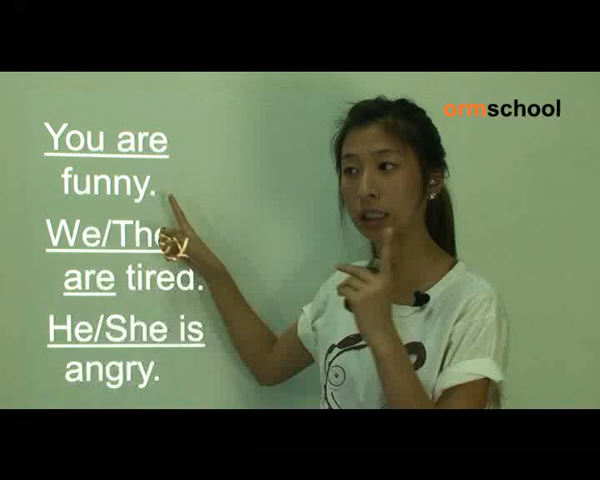 ormschool
You are
funny.
We/They
are tired.
He/She is
angry.